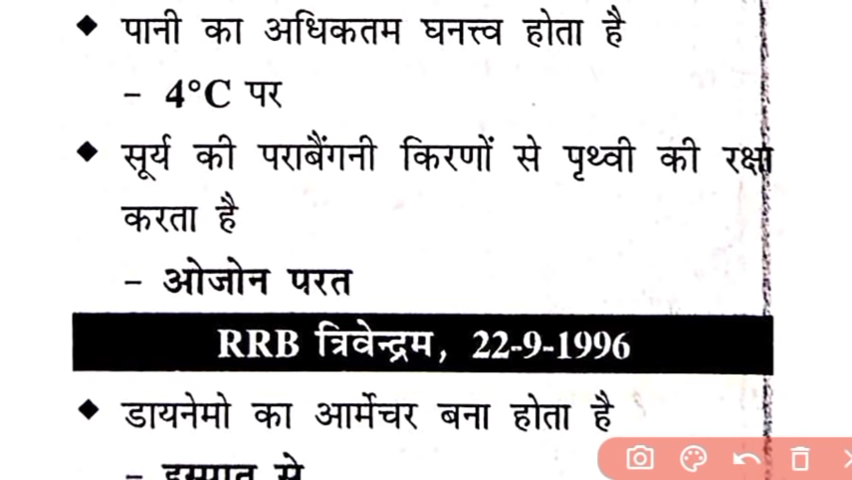 ◆ पानी का अधिकतम घनत्त्व होता है
– 4°C पर
◆ सूर्य की पराबैंगनी किरणों से पृथ्वी की रक्षा
करता है
– ओजोन परत
RRB त्रिवेन्द्रम, 22-9-1996
◆ डायनेमो का आर्मेचर बना होता है
– इस्पात से